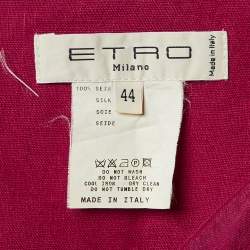 ETRO
Milano
Made in Italy
100% SETA
SILK
SOIE
SEIDE
44
DO NOT WASH
DO NOT BLEACH
COOL IRON DRY CLEAN
DO NOT TUMBLE DRY
MADE IN ITALY